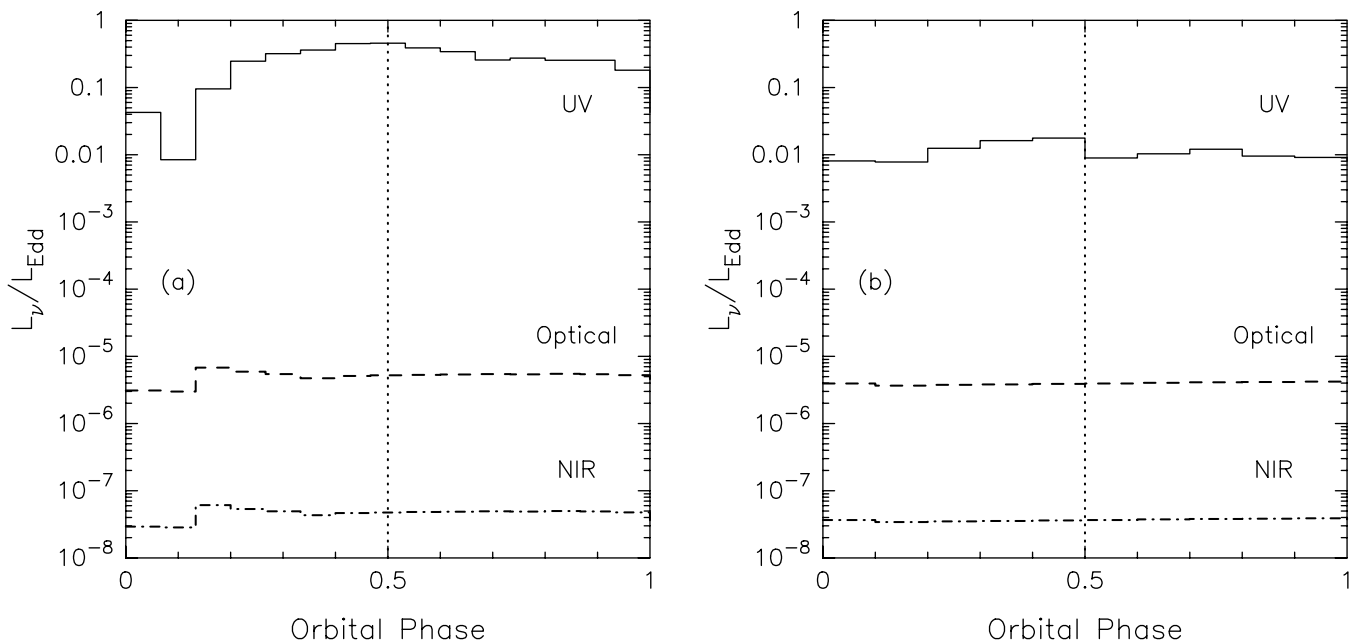 1
0.1
0.01
10⁻³
10⁻⁴
10⁻⁵
10⁻⁶
10⁻⁷
10⁻⁸
L_ν/L_Edd
UV
(a)
Optical
NIR
0
0.5
1
Orbital Phase
1
0.1
0.01
10⁻³
10⁻⁴
10⁻⁵
10⁻⁶
10⁻⁷
10⁻⁸
L_ν/L_Edd
UV
(b)
Optical
NIR
0
0.5
1
Orbital Phase